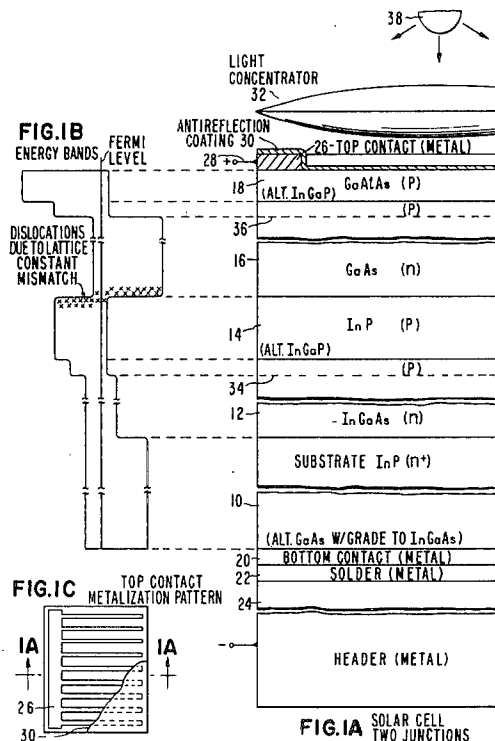 38
LIGHT
CONCENTRATOR
32
FIG.1B
ENERGY BANDS
FERMI
LEVEL
ANTIREFLECTION
COATING 30
26-TOP CONTACT (METAL)
28
+
18
GaAlAs (P)
(ALT. InGaP)
(P)
DISLOCATIONS
DUE TO LATTICE
CONSTANT
MISMATCH
36
16
GaAs (n)
14
InP (P)
(ALT. InGaP)
(P)
34
12
InGaAs (n)
SUBSTRATE InP (n+)
10
(ALT. GaAs W/GRADE TO InGaAs)
20
BOTTOM CONTACT (METAL)
22
SOLDER (METAL)
24
FIG.1C
TOP CONTACT
METALIZATION PATTERN
1A
1A
-
HEADER (METAL)
26
30
FIG.1A SOLAR CELL
TWO JUNCTIONS